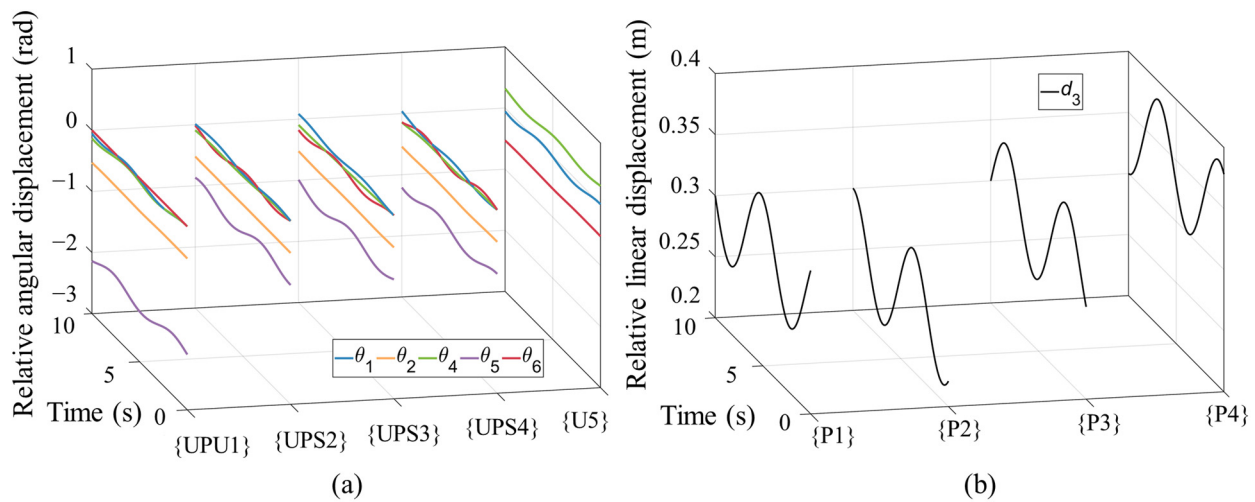 Relative angular displacement (rad)
1
0
-1
-2
-3
10
5
0
Time (s)
θ1 θ2 θ4 θ5 θ6
{UPU1} {UPS2} {UPS3} {UPS4} {U5}
(a)
Relative linear displacement (m)
0.4
0.35
0.3
0.25
0.2
10
5
0
Time (s)
d3
{P1} {P2} {P3} {P4}
(b)